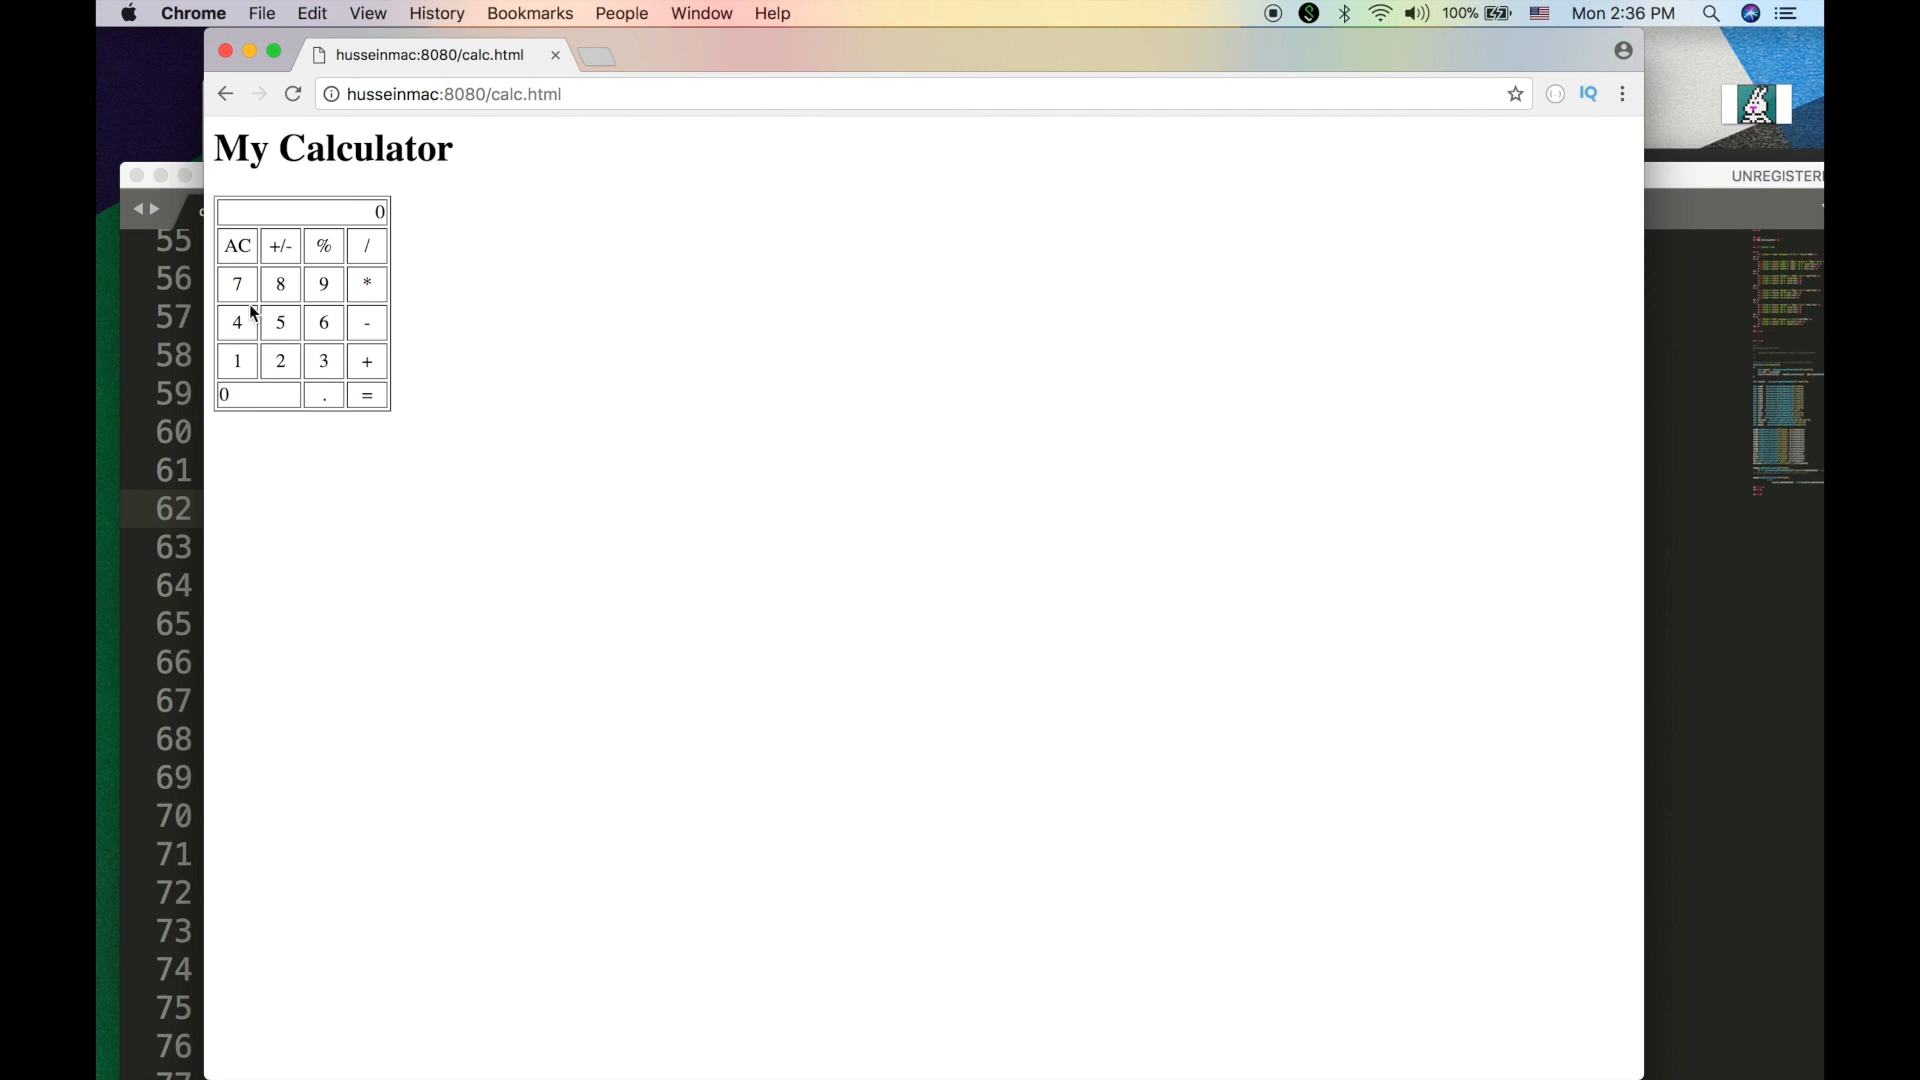 Chrome File Edit View History Bookmarks People Window Help 100% Mon 2:36 PM
husseinmac:8080/calc.html
husseinmac:8080/calc.html IQ
My Calculator
UNREGISTER
0
AC +/- % /
7 8 9 *
4 5 6 -
1 2 3 +
0 . =
55
56
57
58
59
60
61
62
63
64
65
66
67
68
69
70
71
72
73
74
75
76
77